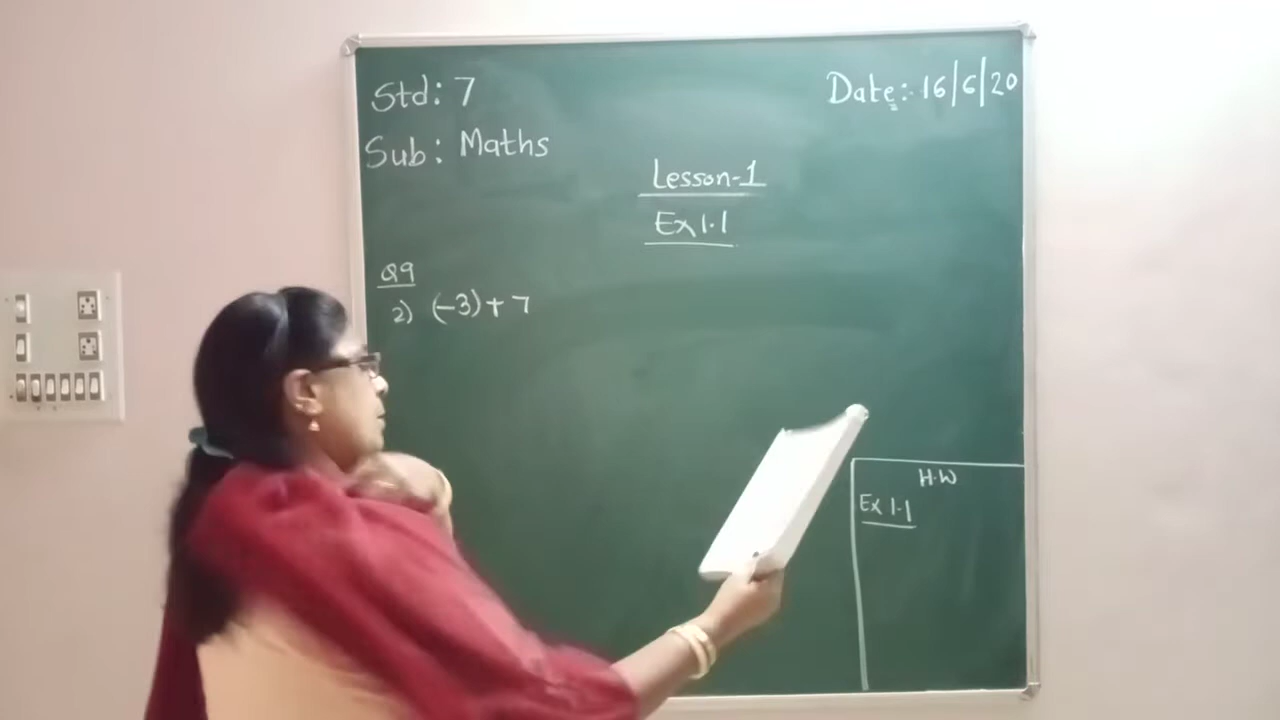 Std: 7
Date: 16/6/20
Sub: Maths
Lesson-1
Ex 1.1
Q9
2) (-3) + 7
H.W
Ex 1.1